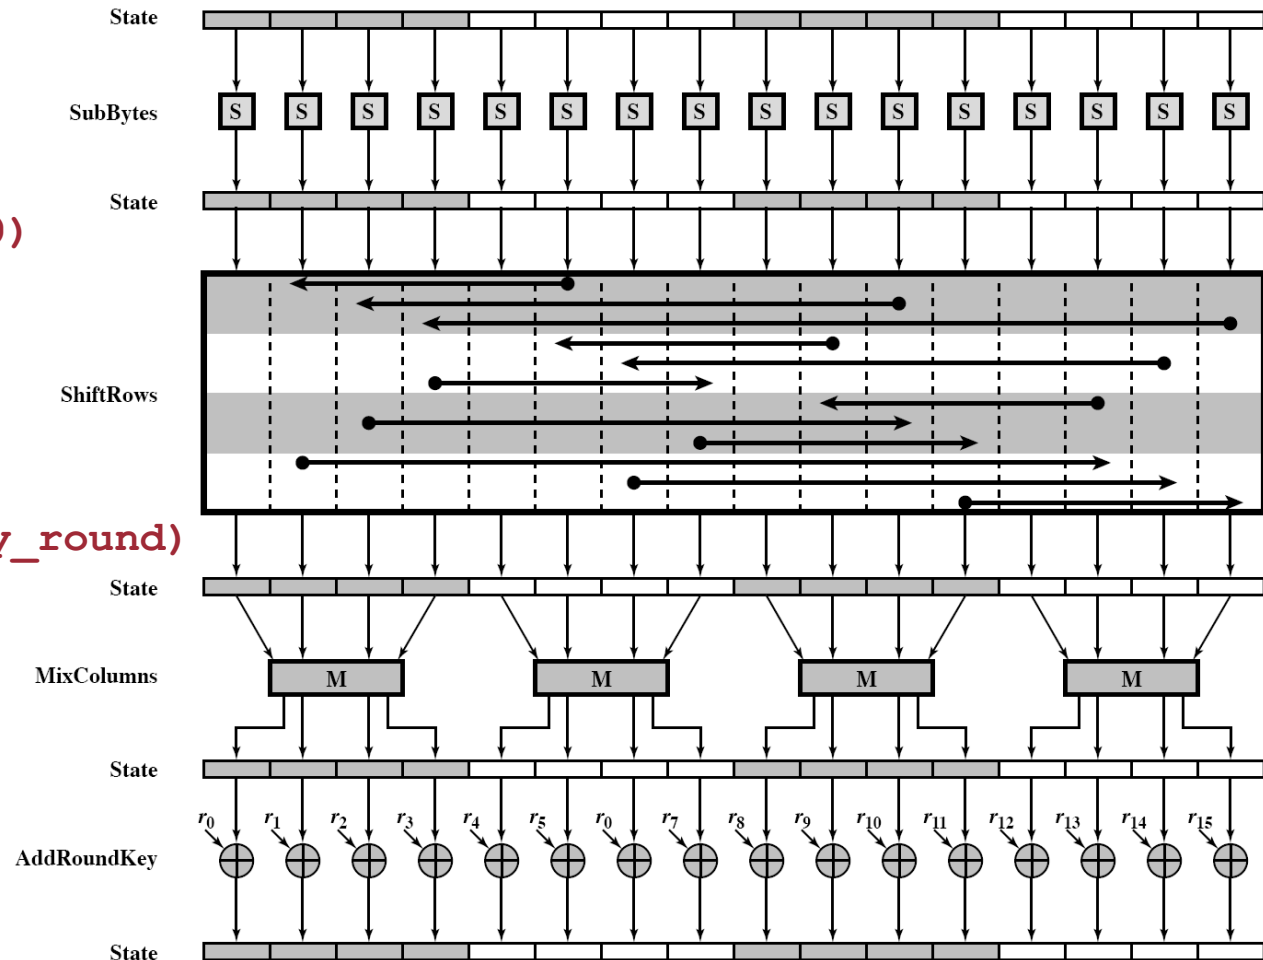 State
SubBytes S S S S S S S S S S S S S S S S
State
))
ShiftRows
y_round)
State
MixColumns M M M M
State
r0 r1 r2 r3 r4 r5 r0 r7 r8 r9 r10 r11 r12 r13 r14 r15
AddRoundKey
State